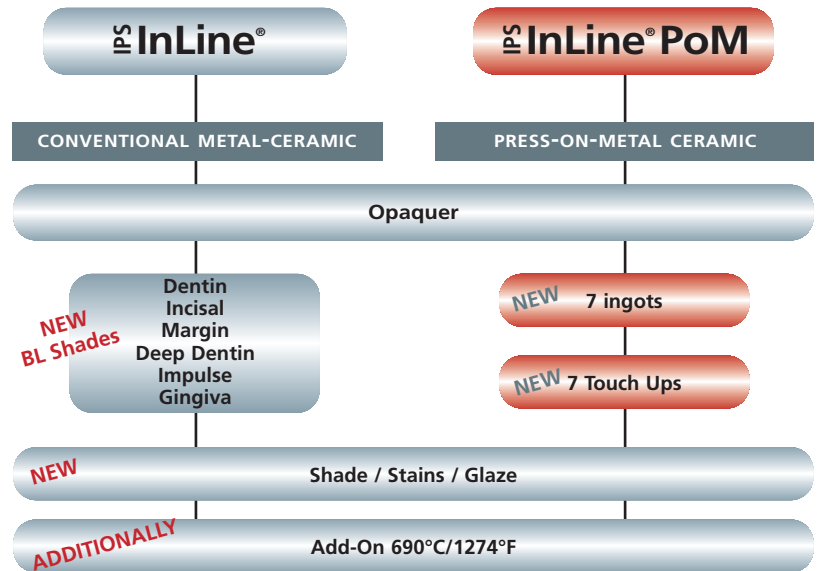 IPS InLine® 
IPS InLine® PoM
CONVENTIONAL METAL-CERAMIC
PRESS-ON-METAL CERAMIC
Opaquer
NEW
BL Shades
Dentin
Incisal
Margin
Deep Dentin
Impulse
Gingiva
NEW 7 ingots
NEW 7 Touch Ups
NEW
Shade / Stains / Glaze
ADDITIONALLY
Add-On 690°C/1274°F